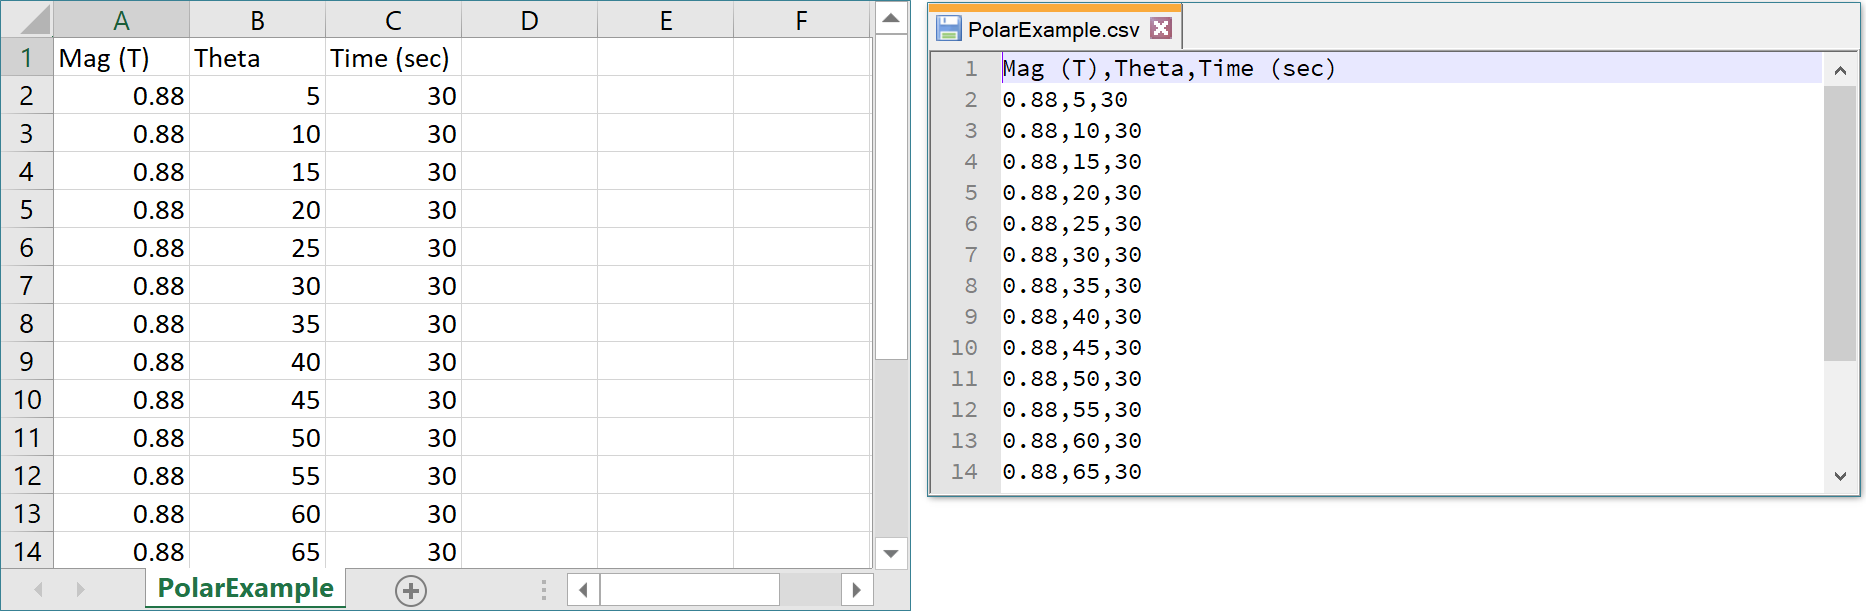 A B C D E F
1 Mag (T) Theta Time (sec)
2 0.88 5 30
3 0.88 10 30
4 0.88 15 30
5 0.88 20 30
6 0.88 25 30
7 0.88 30 30
8 0.88 35 30
9 0.88 40 30
10 0.88 45 30
11 0.88 50 30
12 0.88 55 30
13 0.88 60 30
14 0.88 65 30
PolarExample
PolarExample.csv
1 Mag (T),Theta,Time (sec)
2 0.88,5,30
3 0.88,10,30
4 0.88,15,30
5 0.88,20,30
6 0.88,25,30
7 0.88,30,30
8 0.88,35,30
9 0.88,40,30
10 0.88,45,30
11 0.88,50,30
12 0.88,55,30
13 0.88,60,30
14 0.88,65,30